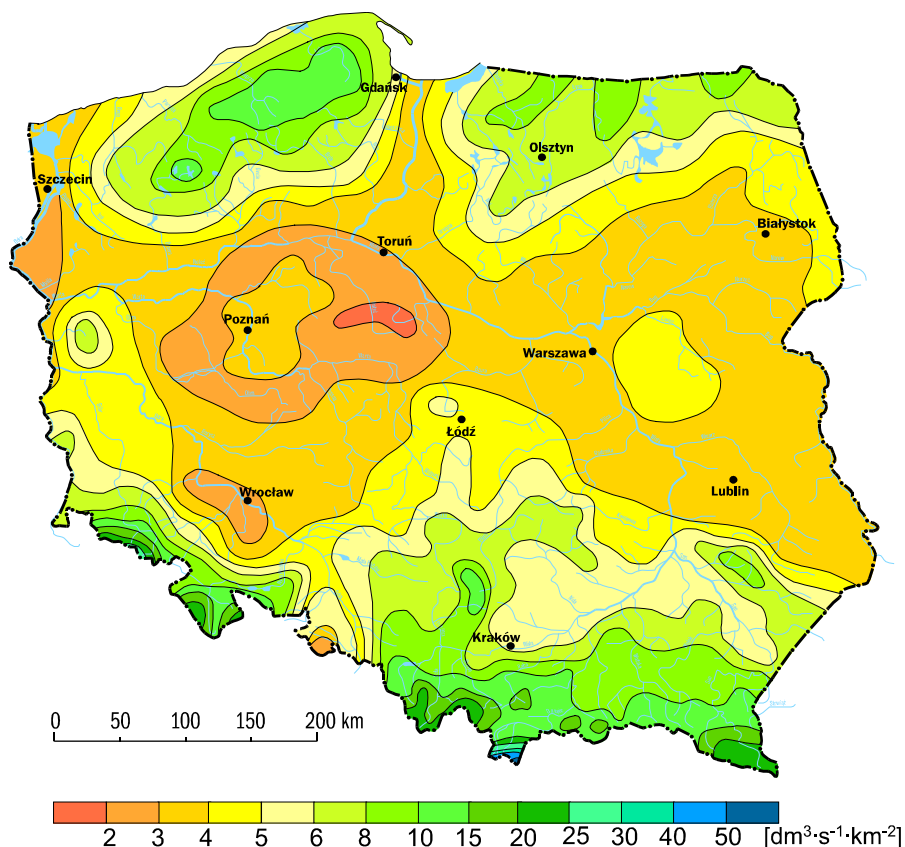 Gdańsk
Olsztyn
Szczecin
Białystok
Toruń
Poznań
Warszawa
Łódź
Lublin
Wrocław
Kraków
0 50 100 150 200 km
2 3 4 5 6 8 10 15 20 25 30 40 50 [dm³·s⁻¹·km⁻²]